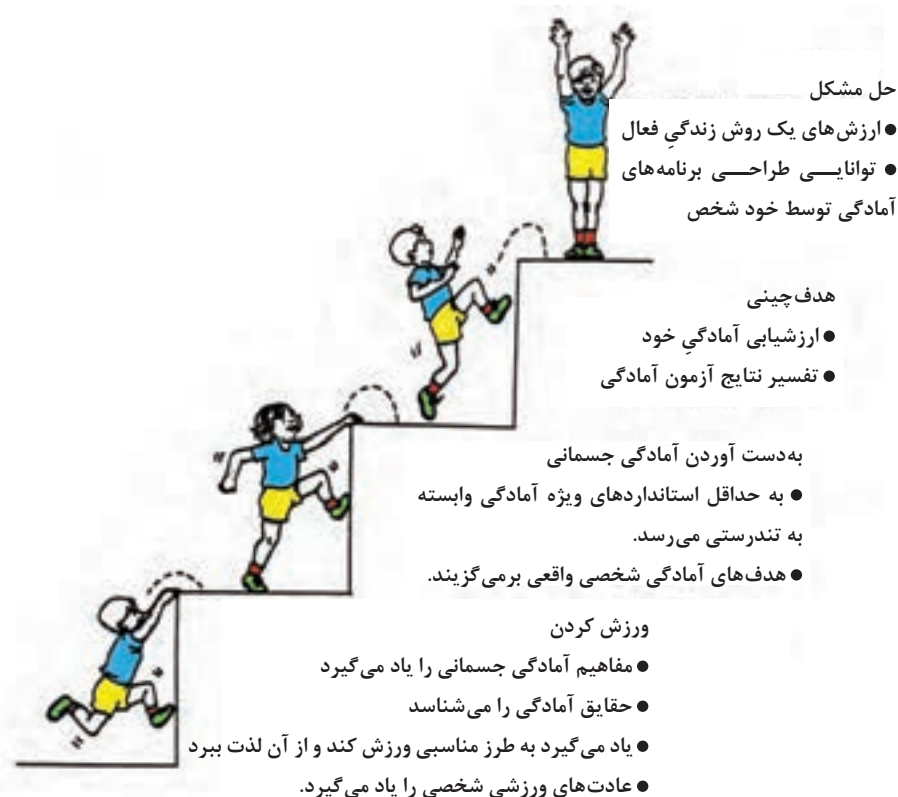 حل مشکل
● ارزش‌های یک روش زندگیِ فعال
● توانایــی طراحــی برنامه‌های
آمادگی توسط خود شخص
هدف‌چینی
● ارزشیابی آمادگیِ خود
● تفسیر نتایج آزمون آمادگی
به‌دست آوردن آمادگی جسمانی
● به حداقل استانداردهای ویژه آمادگی وابسته
به تندرستی می‌رسد.
● هدف‌های آمادگی شخصی واقعی برمی‌گزیند.
ورزش کردن
● مفاهیم آمادگی جسمانی را یاد می‌گیرد
● حقایق آمادگی را می‌شناسد
● یاد می‌گیرد به طرز مناسبی ورزش کند و از آن لذت ببرد
● عادت‌های ورزشی شخصی را یاد می‌گیرد.